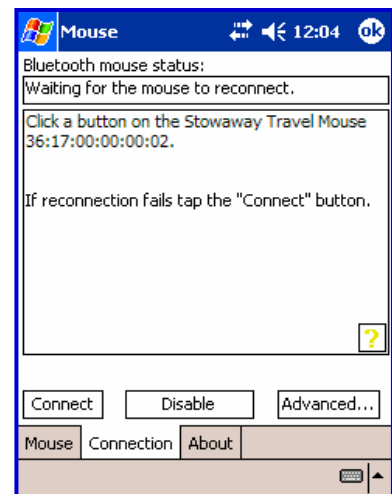 Mouse 12:04 ok
Bluetooth mouse status:
Waiting for the mouse to reconnect.
Click a button on the Stowaway Travel Mouse
36:17:00:00:00:02.
If reconnection fails tap the "Connect" button.
?
Connect Disable Advanced...
Mouse Connection About